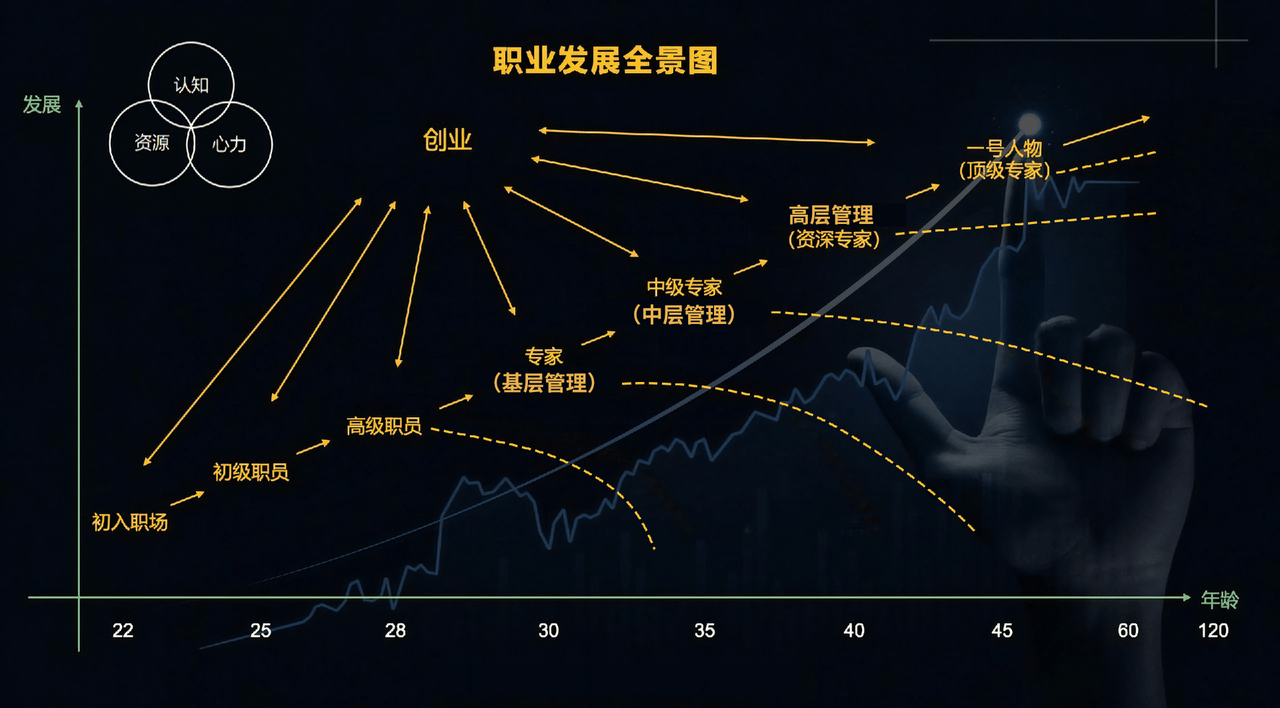 职业发展全景图
发展
认知
资源
心力
创业
一号人物
(顶级专家)
高层管理
(资深专家)
中级专家
（中层管理）
专家
（基层管理）
高级职员
初级职员
初入职场
年龄
22
25
28
30
35
40
45
60
120